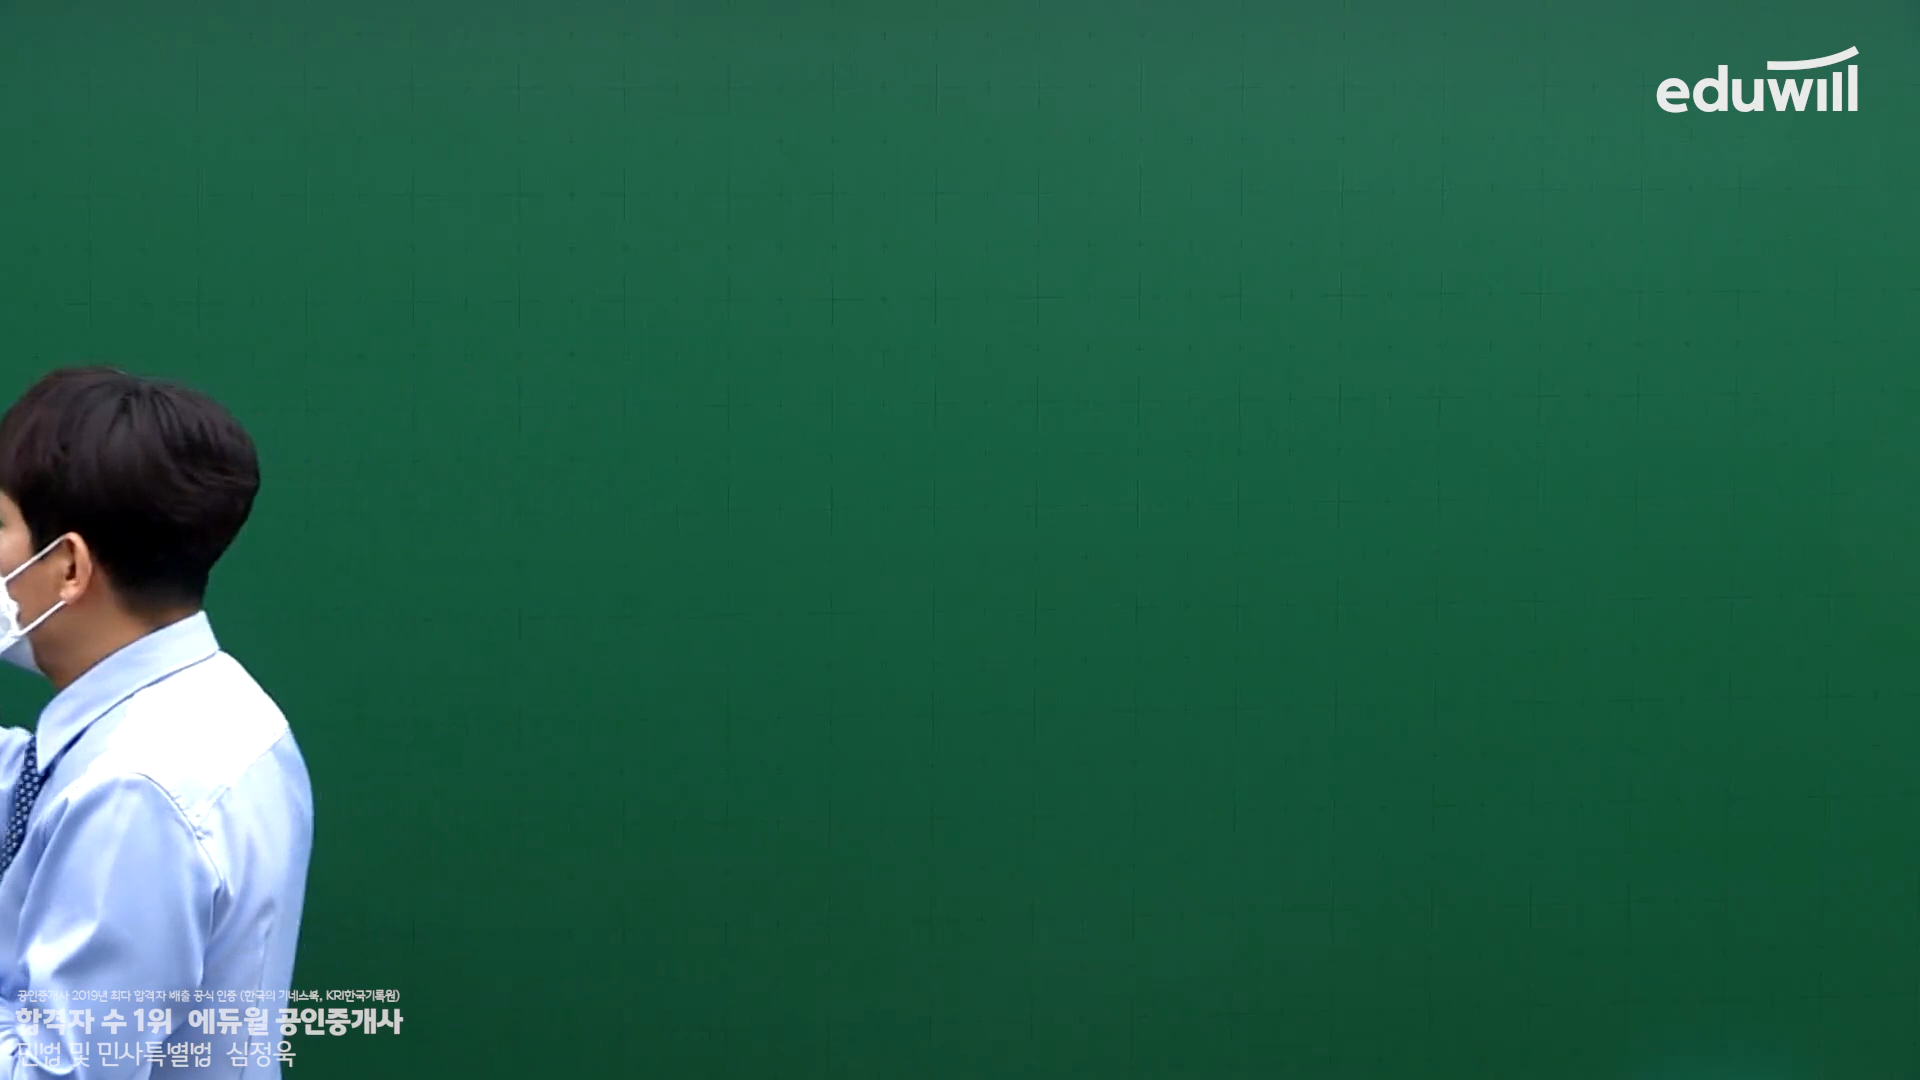 eduwill
공인중개사 2019년 최다 합격자 배출 공식 인증 (한국의 기네스북, KRI한국기록원)
합격자 수 1위 에듀윌 공인중개사
민법 및 민사특별법 심정욱